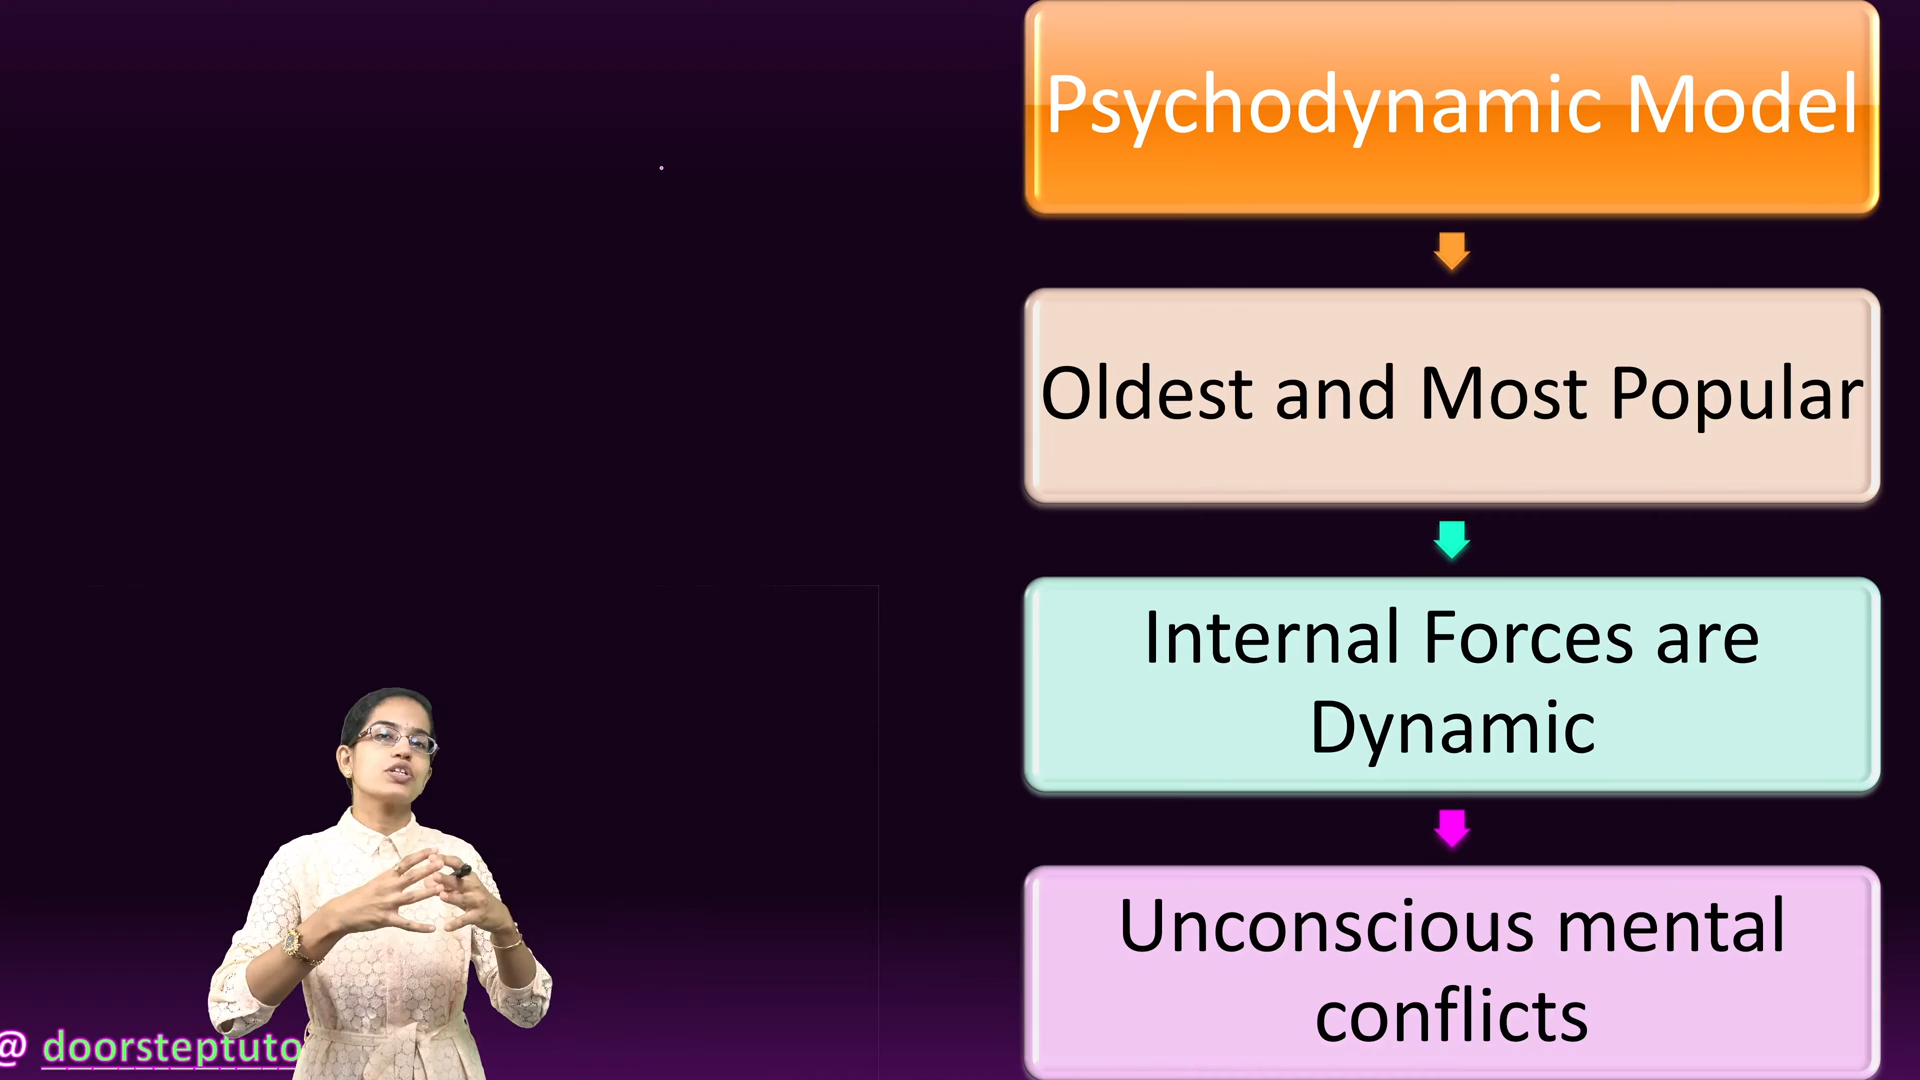 Psychodynamic Model
Oldest and Most Popular
Internal Forces are
Dynamic
Unconscious mental
conflicts
@ doorsteptuto